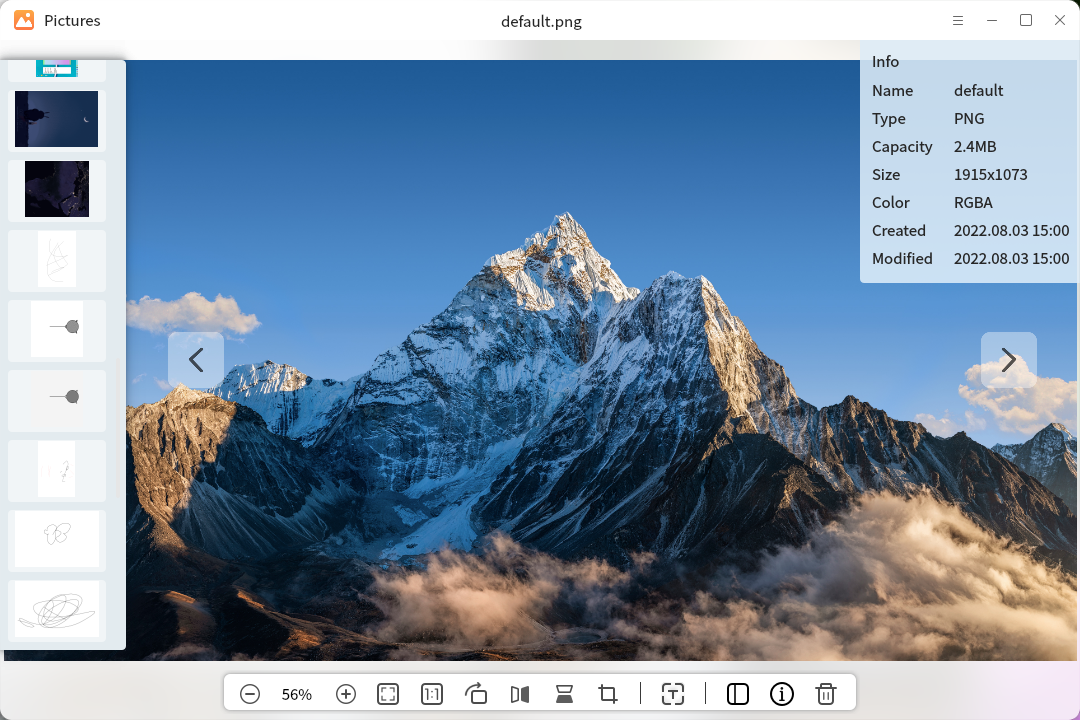 Pictures
default.png
Info
Name default
Type PNG
Capacity 2.4MB
Size 1915x1073
Color RGBA
Created 2022.08.03 15:00
Modified 2022.08.03 15:00
56%
1:1